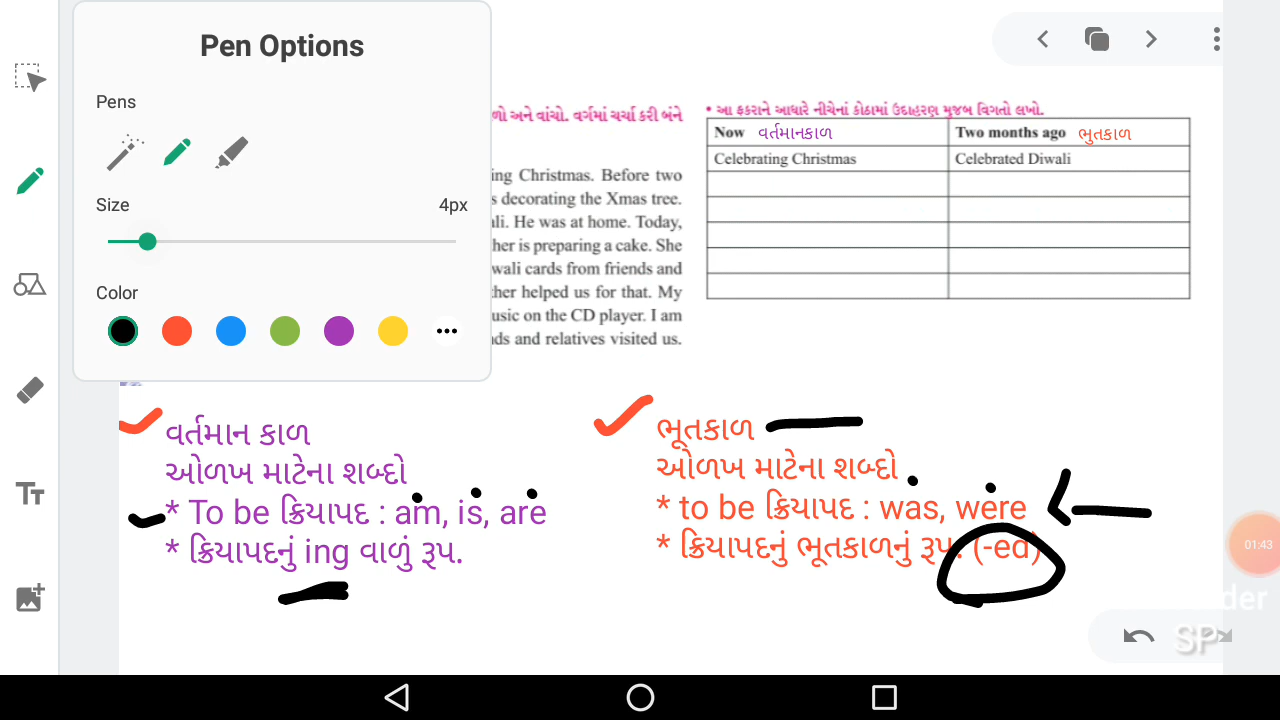 Pen Options
Pens
Size 4px
Color
ળો અને વાંચો. વર્ગમાં ચર્ચા કરી બંને
ing Christmas. Before two
s decorating the Xmas tree.
ali. He was at home. Today,
her is preparing a cake. She
wali cards from friends and
ther helped us for that. My
usic on the CD player. I am
ds and relatives visited us.
• આ ફકરાને આધારે નીચેનાં કોઠામાં ઉદાહરણ મુજબ વિગતો લખો.
Now વર્તમાનકાળ Two months ago ભુતકાળ
Celebrating Christmas Celebrated Diwali
વર્તમાન કાળ
ઓળખ માટેના શબ્દો
* To be ક્રિયાપદ : am, is, are
* ક્રિયાપદનું ing વાળું રૂપ.
ભૂતકાળ
ઓળખ માટેના શબ્દો
* to be ક્રિયાપદ : was, were
* ક્રિયાપદનું ભૂતકાળનું રૂપ. (-ed)
01:43
der
SP